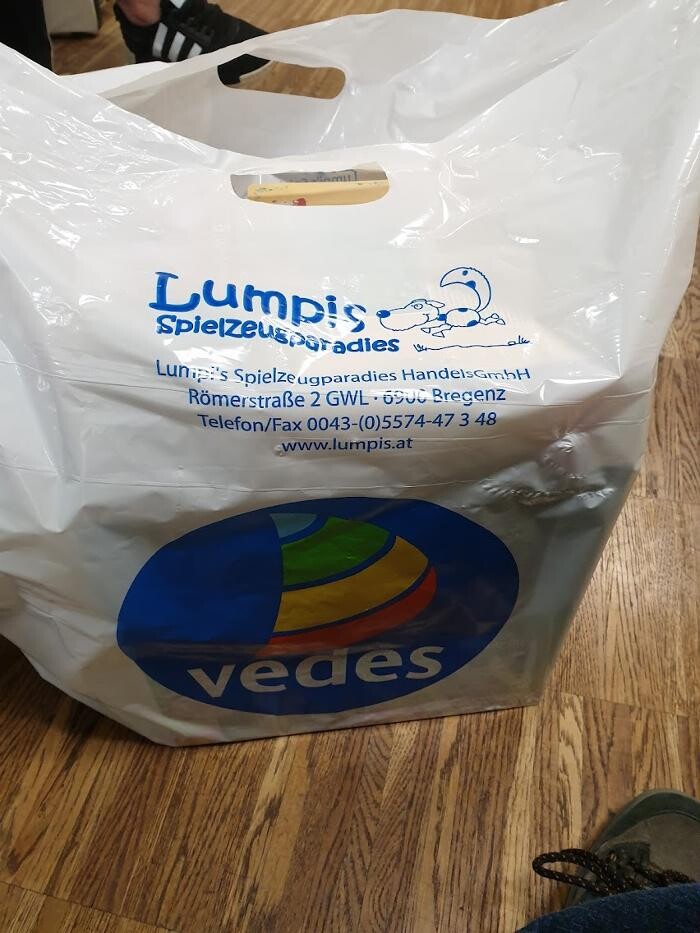 Lumpis
Spielzeugparadies
Lumpi's Spielzeugparadies HandelsGmbH
Römerstraße 2 GWL · 6900 Bregenz
Telefon/Fax 0043-(0)5574-47 3 48
www.lumpis.at
vedes